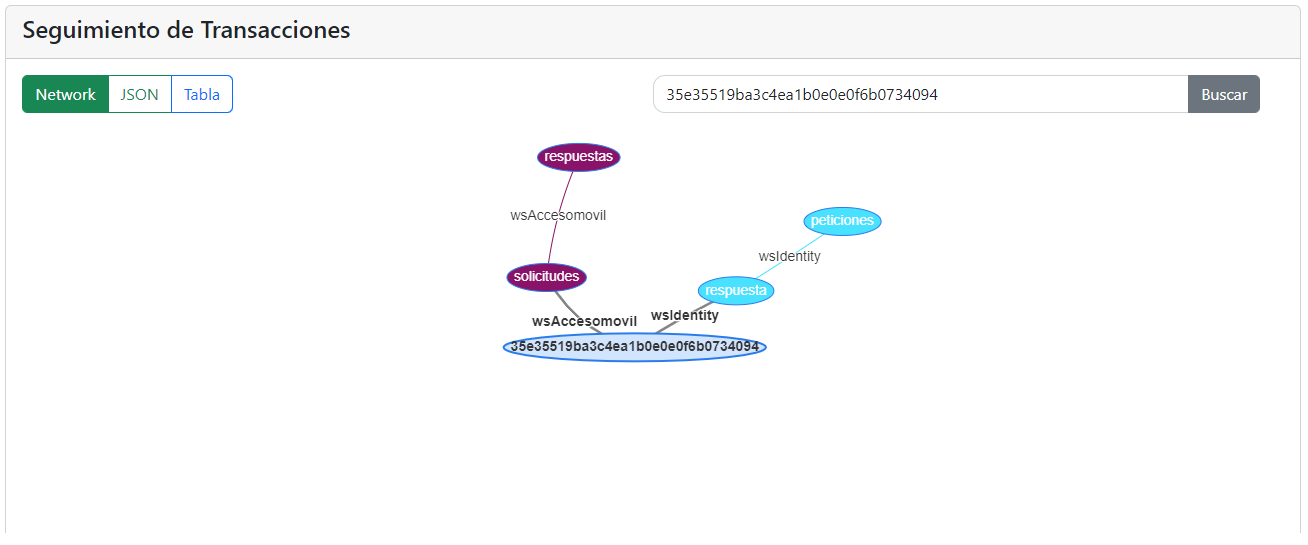 Seguimiento de Transacciones
Network JSON Tabla
35e35519ba3c4ea1b0e0e0f6b0734094 Buscar
respuestas
wsAccesomovil
peticiones
wsIdentity
solicitudes
respuesta
wsAccesomovil
wsIdentity
35e35519ba3c4ea1b0e0e0f6b0734094